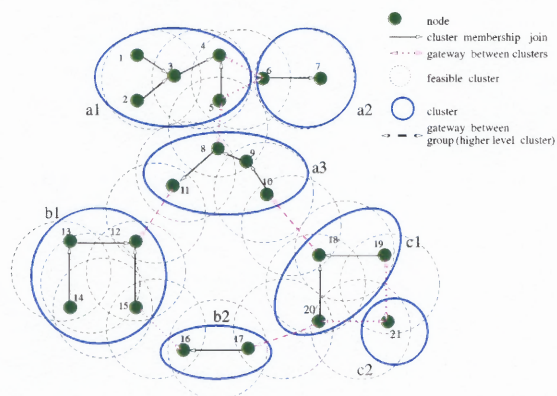 node
cluster membership join
gateway between clusters
feasible cluster
cluster
gateway between
group (higher level cluster)
1
2
3
4
5
a1
6
7
a2
8
9
10
11
a3
b1
13
12
14
15
b2
16
17
18
19
c1
20
21
c2